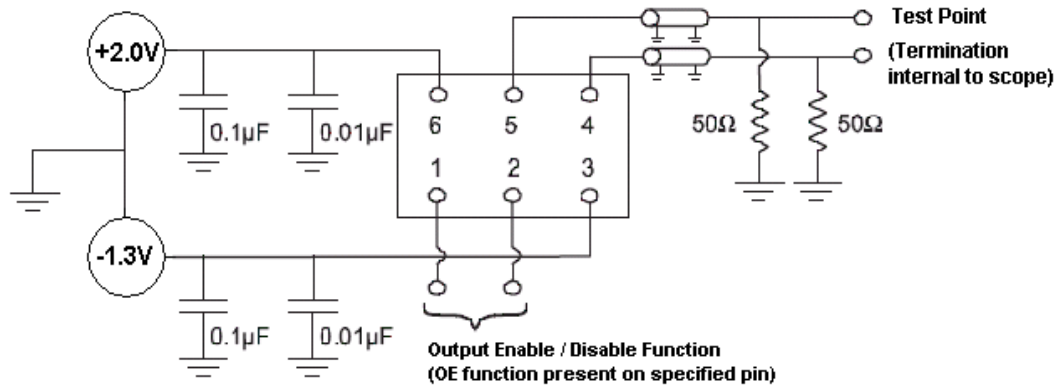 +2.0V
Test Point
(Termination
internal to scope)
0.1µF
0.01µF
6
5
4
50Ω
50Ω
1
2
3
-1.3V
0.1µF
0.01µF
Output Enable / Disable Function
(OE function present on specified pin)